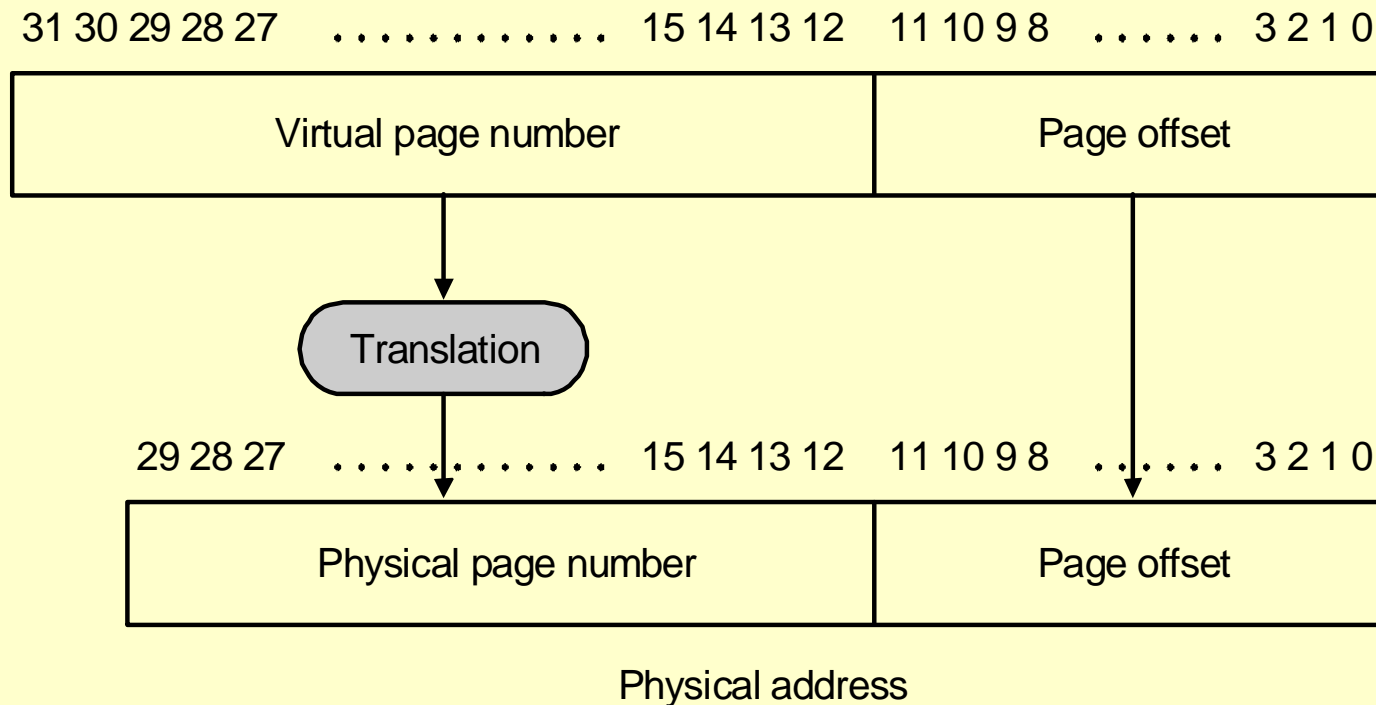 31 30 29 28 27 ............ 15 14 13 12 11 10 9 8 ...... 3 2 1 0
Virtual page number Page offset
Translation
29 28 27 ............ 15 14 13 12 11 10 9 8 ...... 3 2 1 0
Physical page number Page offset
Physical address